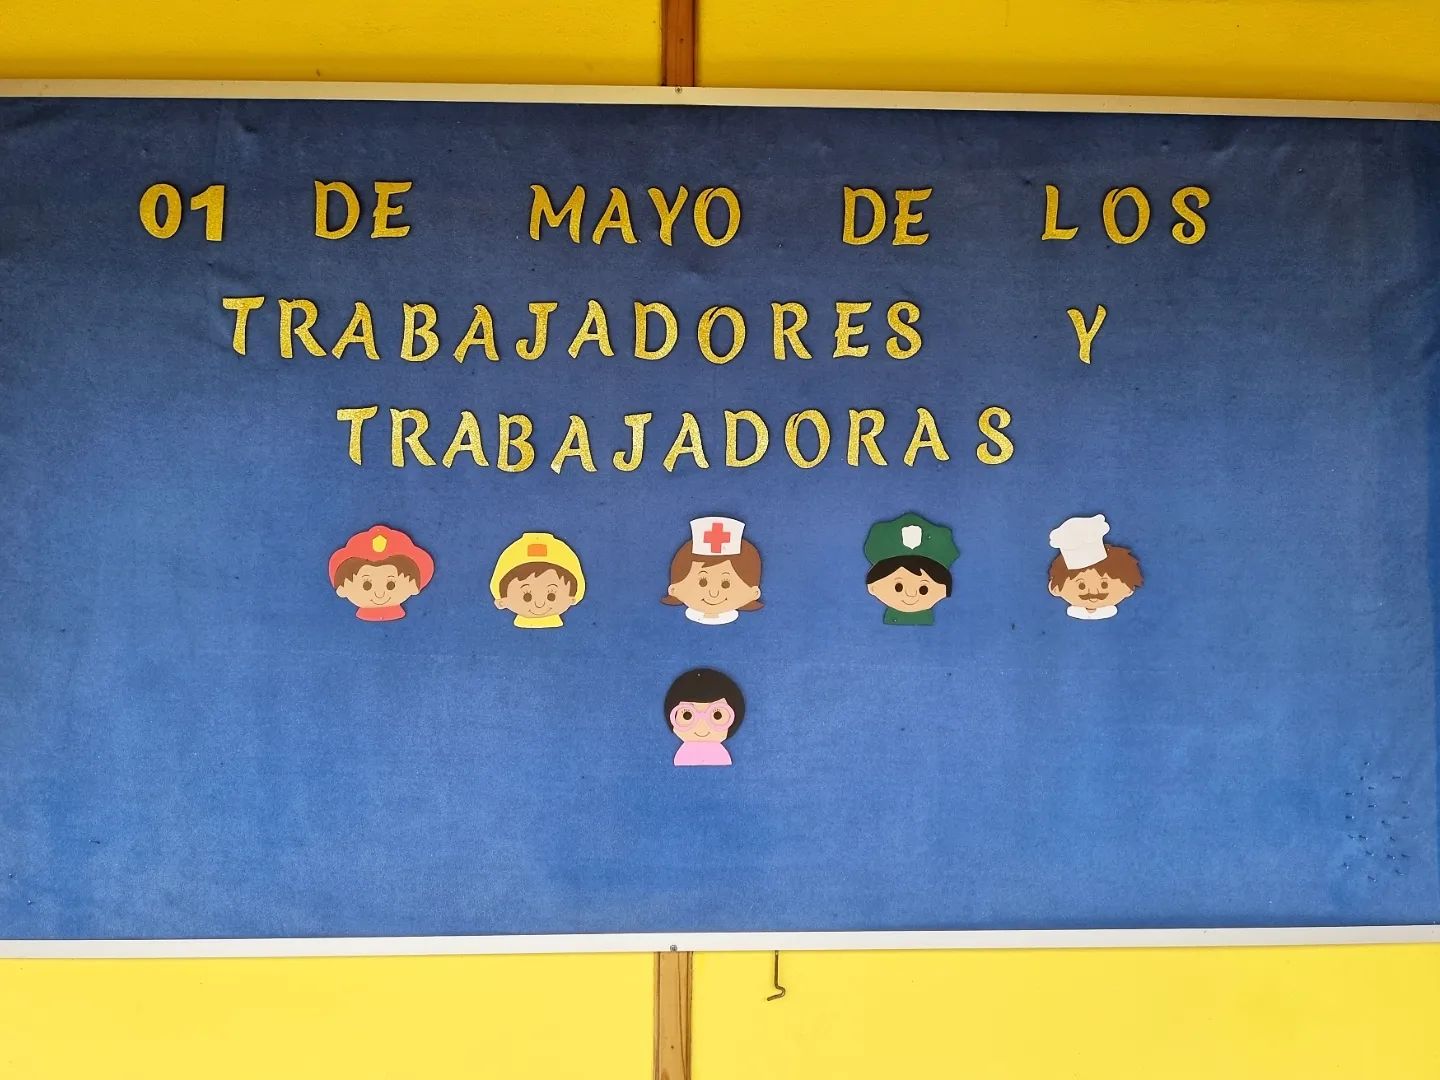 01 DE MAYO DE LOS
TRABAJADORES Y
TRABAJADORAS